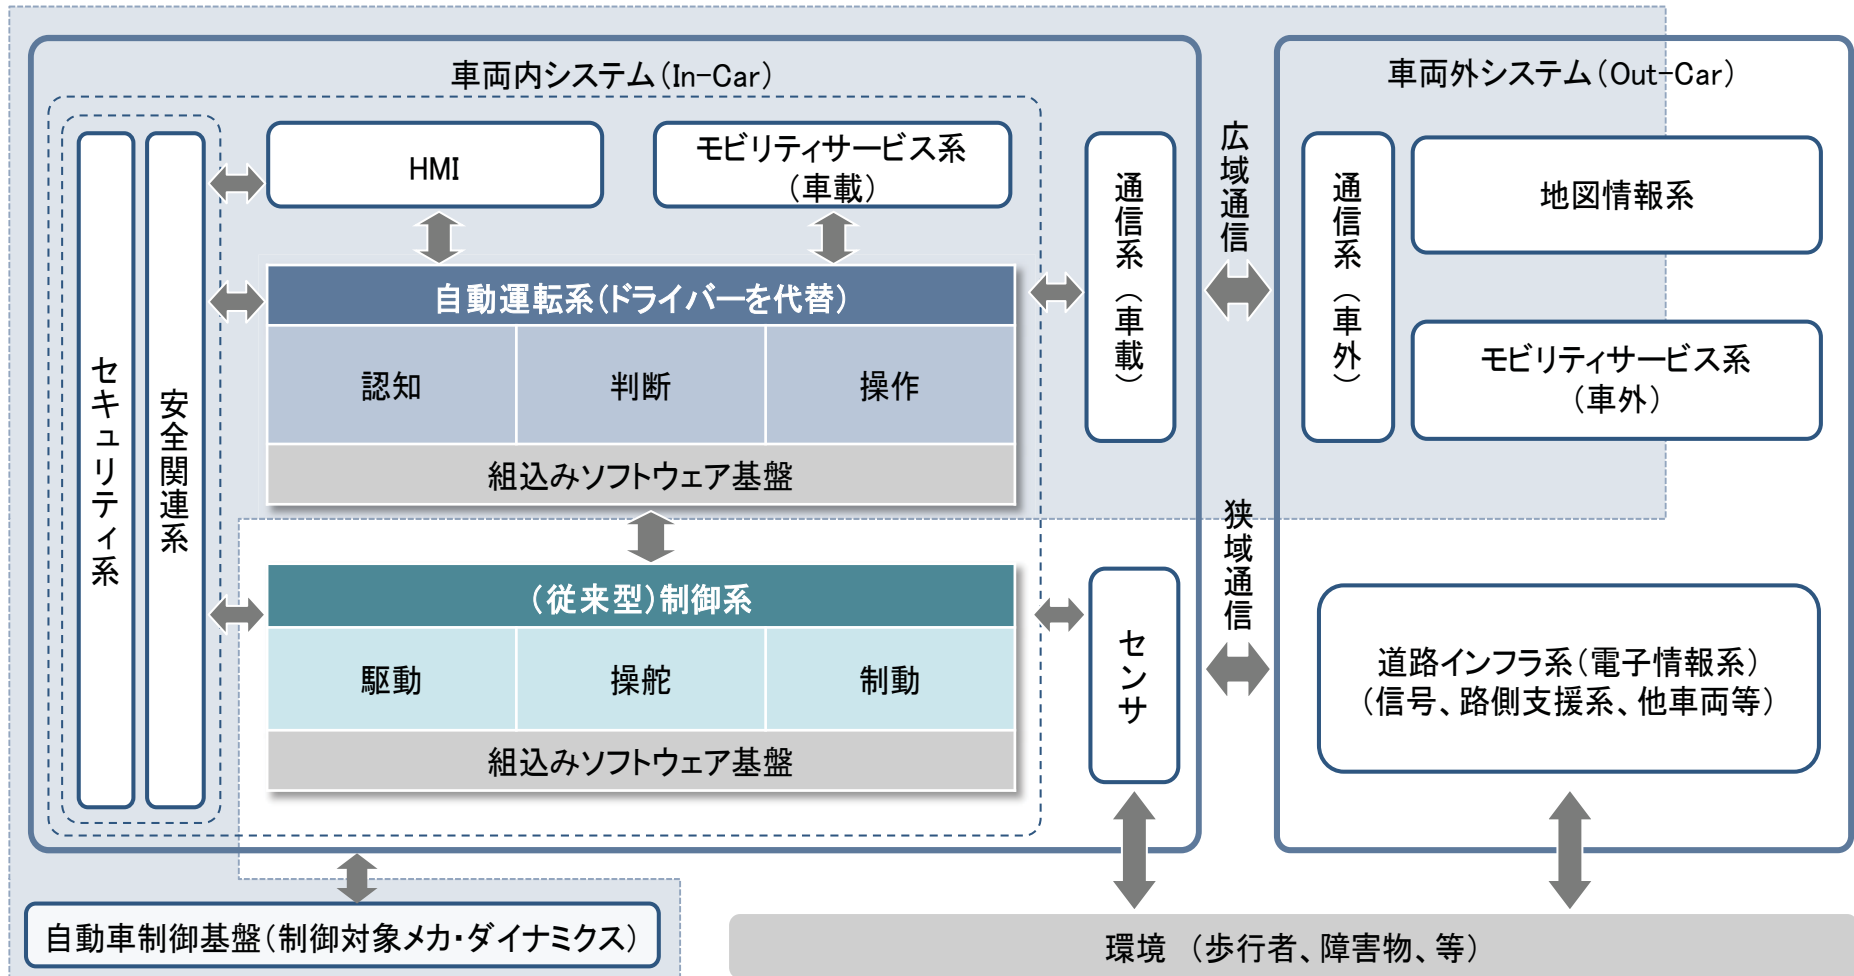 車両内システム(In-Car)
車両外システム(Out-Car)
セキュリティ系
安全関連系
HMI
モビリティサービス系
(車載)
通信系(車載)
広域通信
通信系(車外)
地図情報系
モビリティサービス系
(車外)
自動運転系(ドライバーを代替)
認知
判断
操作
組込みソフトウェア基盤
(従来型)制御系
駆動
操舵
制動
組込みソフトウェア基盤
センサ
狭域通信
道路インフラ系(電子情報系)
(信号、路側支援系、他車両等)
自動車制御基盤(制御対象メカ・ダイナミクス)
環境 (歩行者、障害物、等)